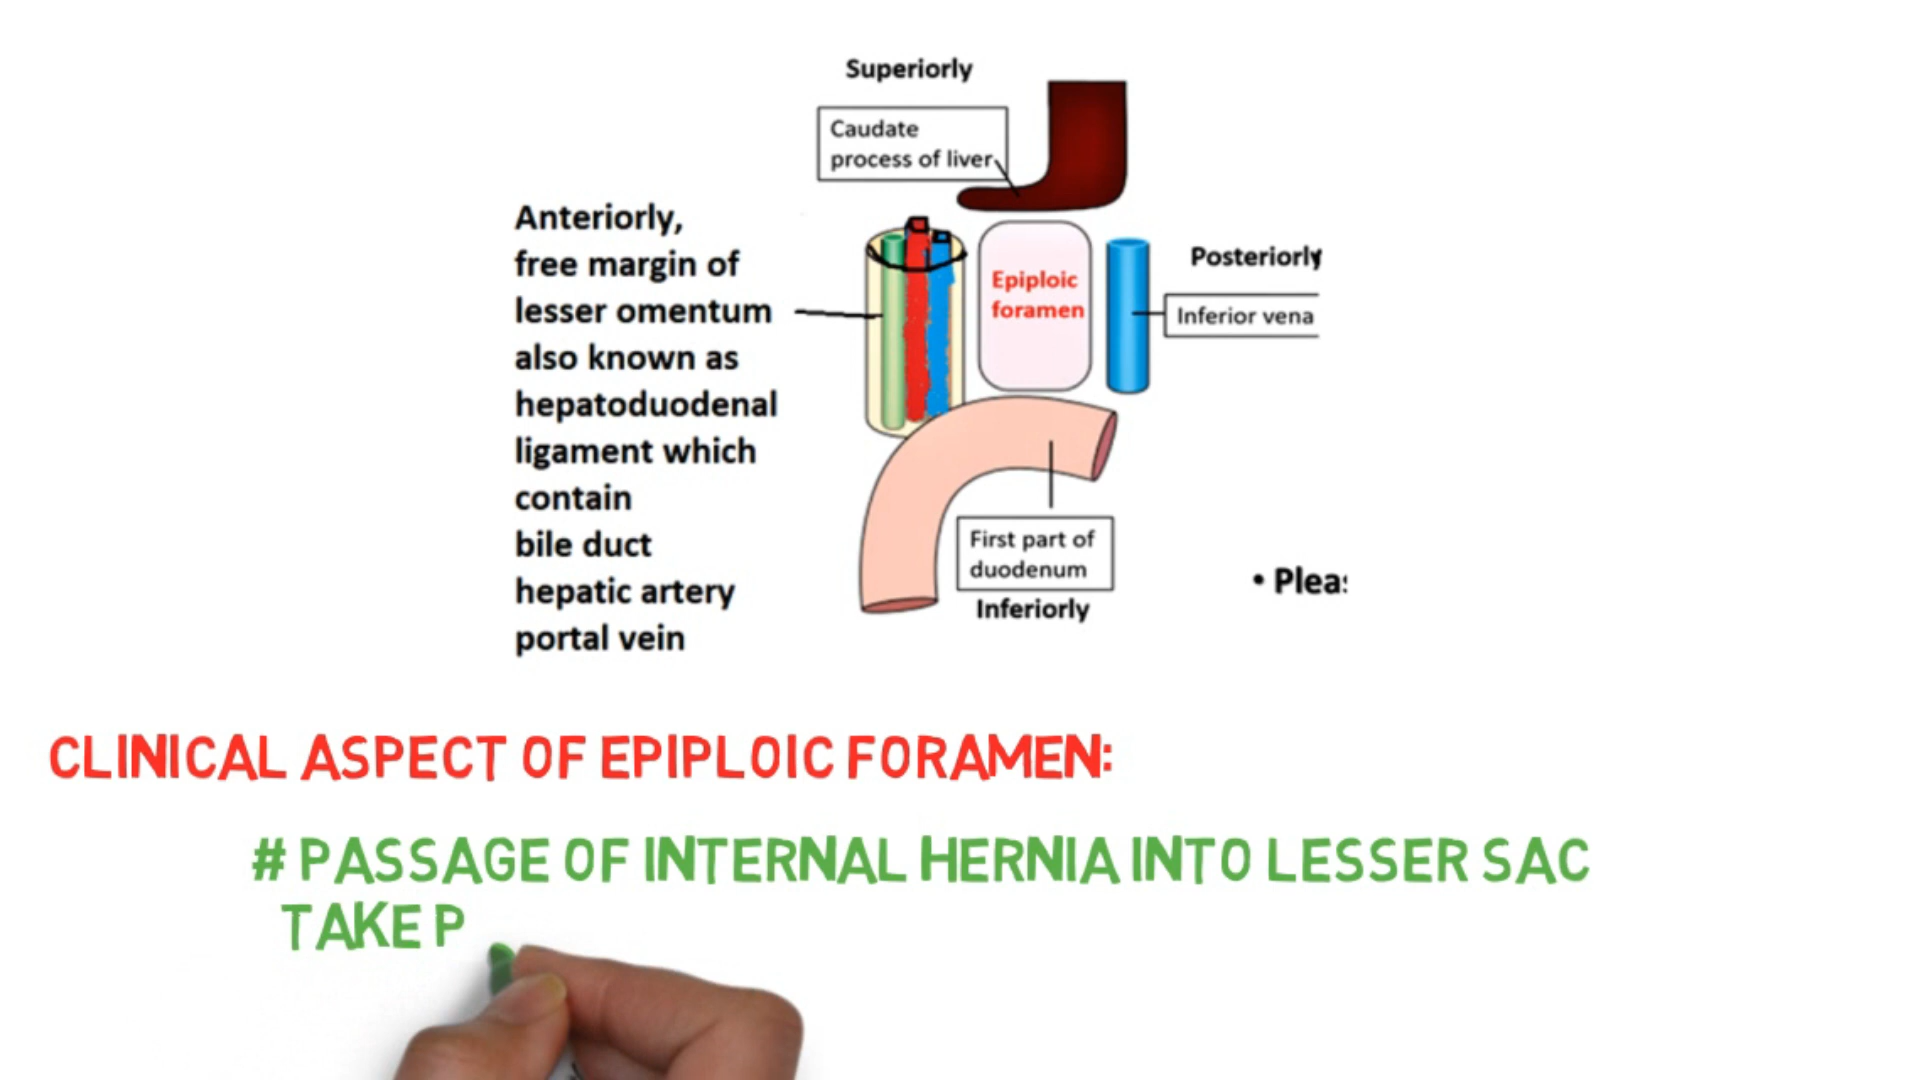 Superiorly
Caudate
process of liver
Anteriorly,
free margin of
lesser omentum
also known as
hepatoduodenal
ligament which
contain
bile duct
hepatic artery
portal vein
Epiploic
foramen
Posteriorly
Inferior vena
First part of
duodenum
Inferiorly
• Pleas
CLINICAL ASPECT OF EPIPLOIC FORAMEN:
# PASSAGE OF INTERNAL HERNIA INTO LESSER SAC
TAKE P